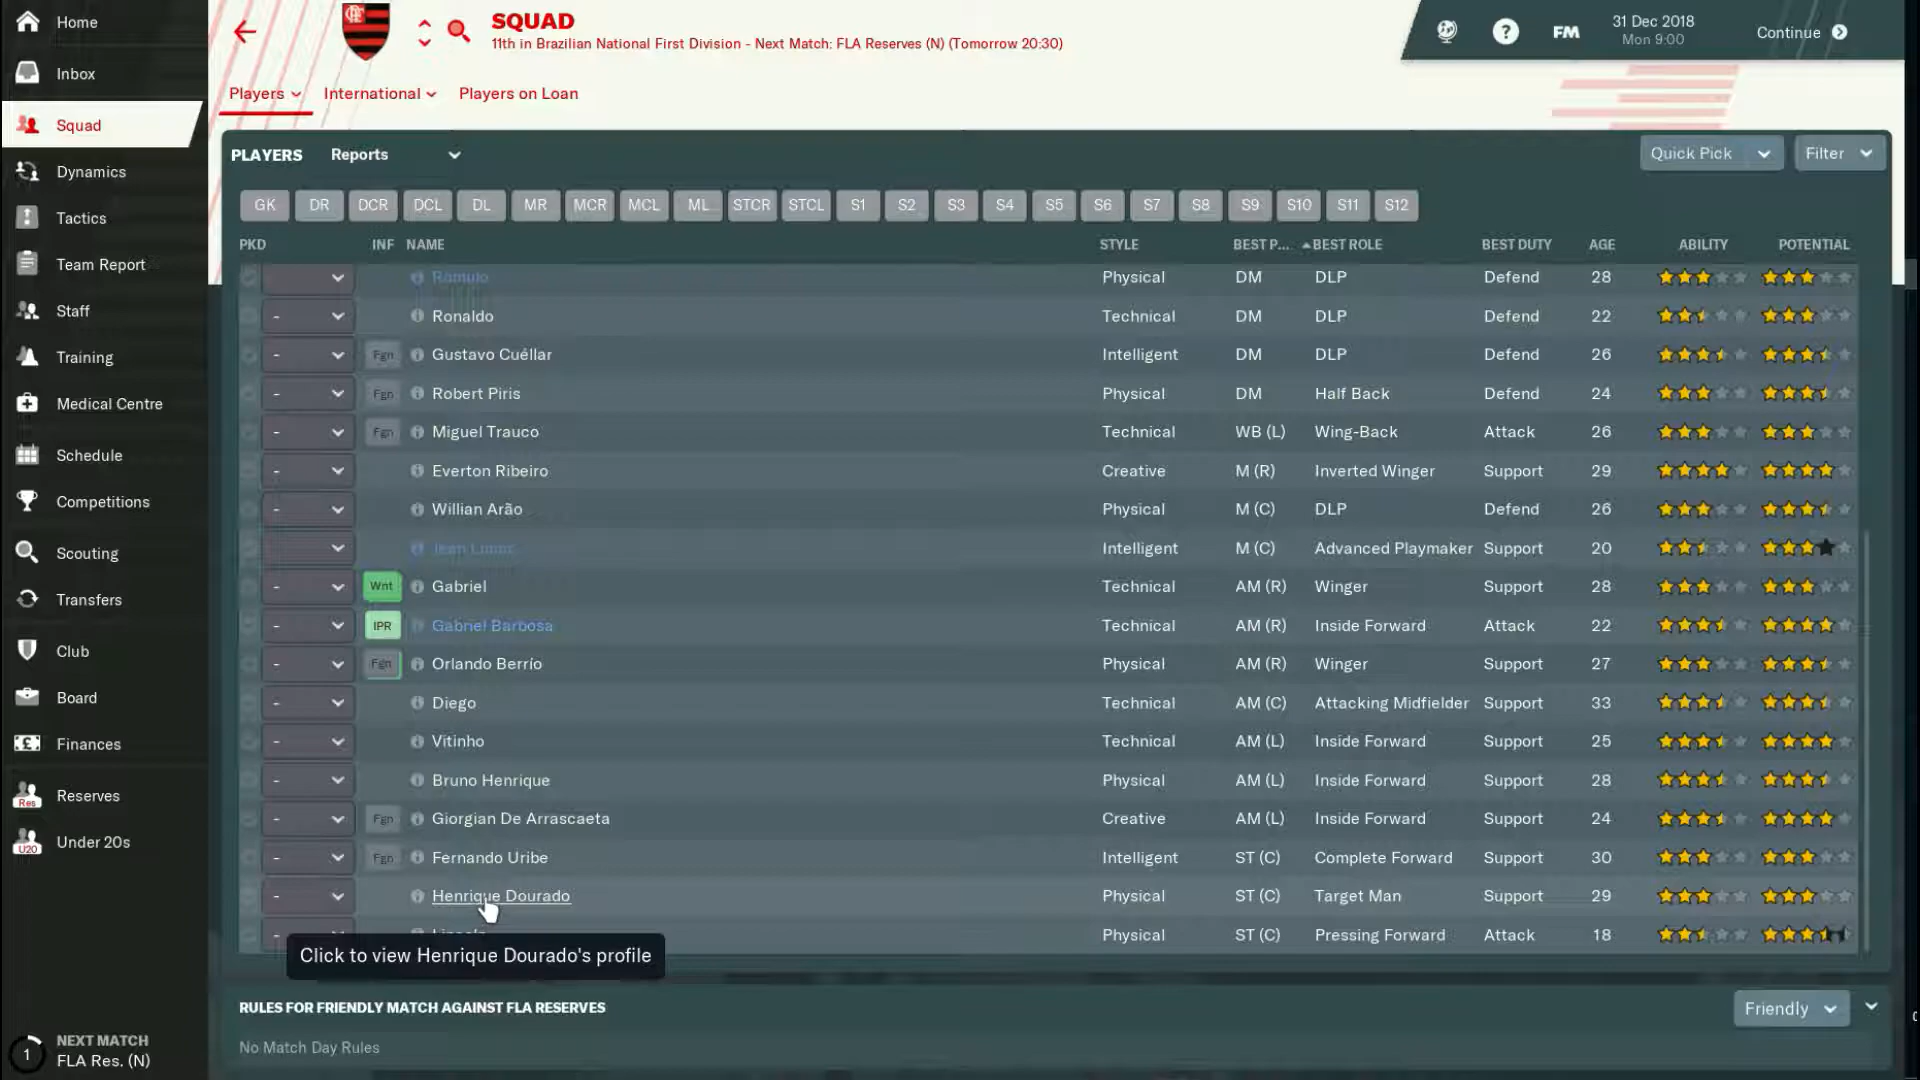 Home
Inbox
Squad
Dynamics
Tactics
Team Report
Staff
Training
Medical Centre
Schedule
Competitions
Scouting
Transfers
Club
Board
Finances
Res Reserves
U20 Under 20s
1 NEXT MATCH
FLA Res. (N)
SQUAD
11th in Brazilian National First Division - Next Match: FLA Reserves (N) (Tomorrow 20:30)
? FM 31 Dec 2018
Mon 9:00
Continue
Players International Players on Loan
PLAYERS Reports Quick Pick Filter
GK DR DCR DCL DL MR MCR MCL ML STCR STCL S1 S2 S3 S4 S5 S6 S7 S8 S9 S10 S11 S12
PKD INF NAME STYLE BEST P... BEST ROLE BEST DUTY AGE ABILITY POTENTIAL
Rômulo Physical DM DLP Defend 28
- Ronaldo Technical DM DLP Defend 22
- Fgn Gustavo Cuéllar Intelligent DM DLP Defend 26
- Fgn Robert Piris Physical DM Half Back Defend 24
- Fgn Miguel Trauco Technical WB (L) Wing-Back Attack 26
- Everton Ribeiro Creative M (R) Inverted Winger Support 29
- Willian Arão Physical M (C) DLP Defend 26
Jean Intelligent M (C) Advanced Playmaker Support 20
- Wnt Gabriel Technical AM (R) Winger Support 28
- IPR Gabriel Barbosa Technical AM (R) Inside Forward Attack 22
- Fgn Orlando Berrío Physical AM (R) Winger Support 27
- Diego Technical AM (C) Attacking Midfielder Support 33
- Vitinho Technical AM (L) Inside Forward Support 25
- Bruno Henrique Physical AM (L) Inside Forward Support 28
- Fgn Giorgian De Arrascaeta Creative AM (L) Inside Forward Support 24
- Fgn Fernando Uribe Intelligent ST (C) Complete Forward Support 30
- Henrique Dourado Physical ST (C) Target Man Support 29
- Physical ST (C) Pressing Forward Attack 18
Click to view Henrique Dourado's profile
RULES FOR FRIENDLY MATCH AGAINST FLA RESERVES Friendly
No Match Day Rules